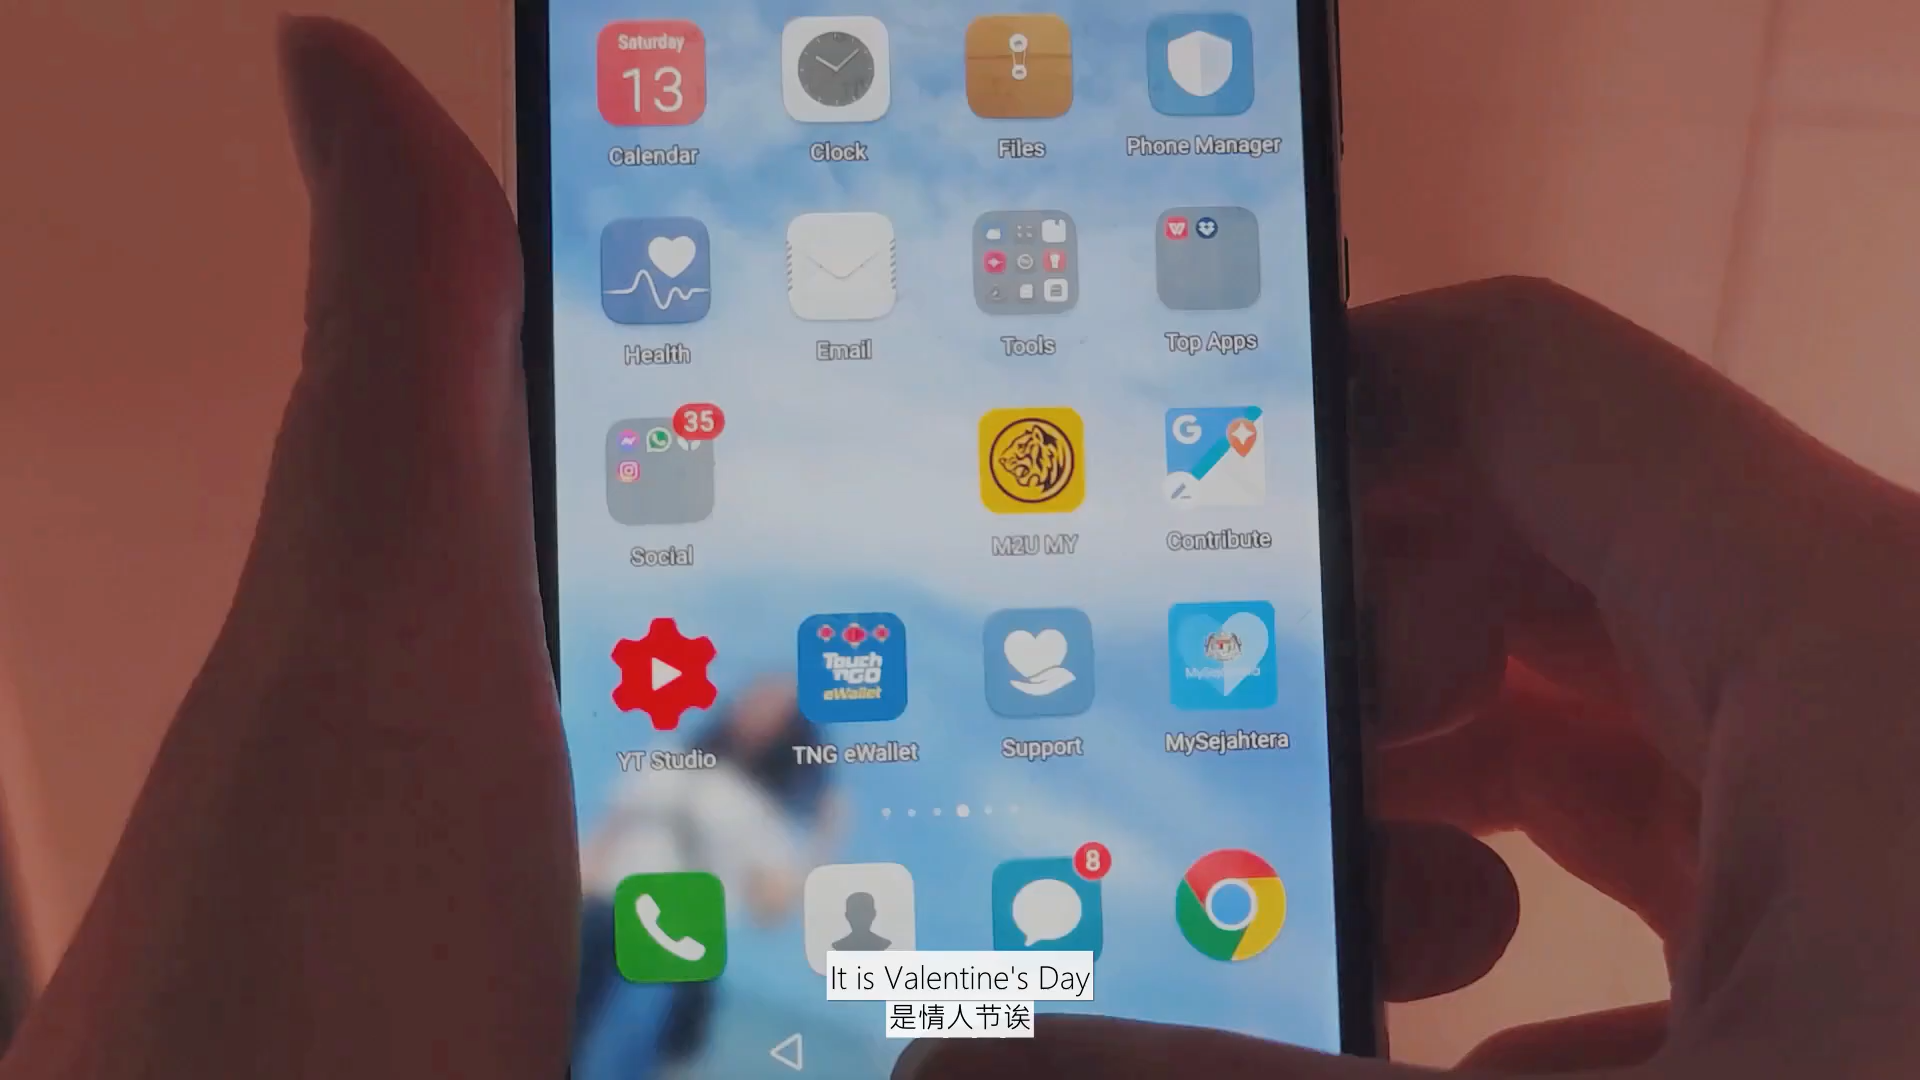 Saturday
13
Calendar
Clock
Files
Phone Manager
Health
Email
Tools
Top Apps
35
Social
M2U MY
G
Contribute
YT Studio
Touch
'nGO
eWallet
TNG eWallet
Support
MySejahtera
8
It is Valentine's Day
是情人节诶